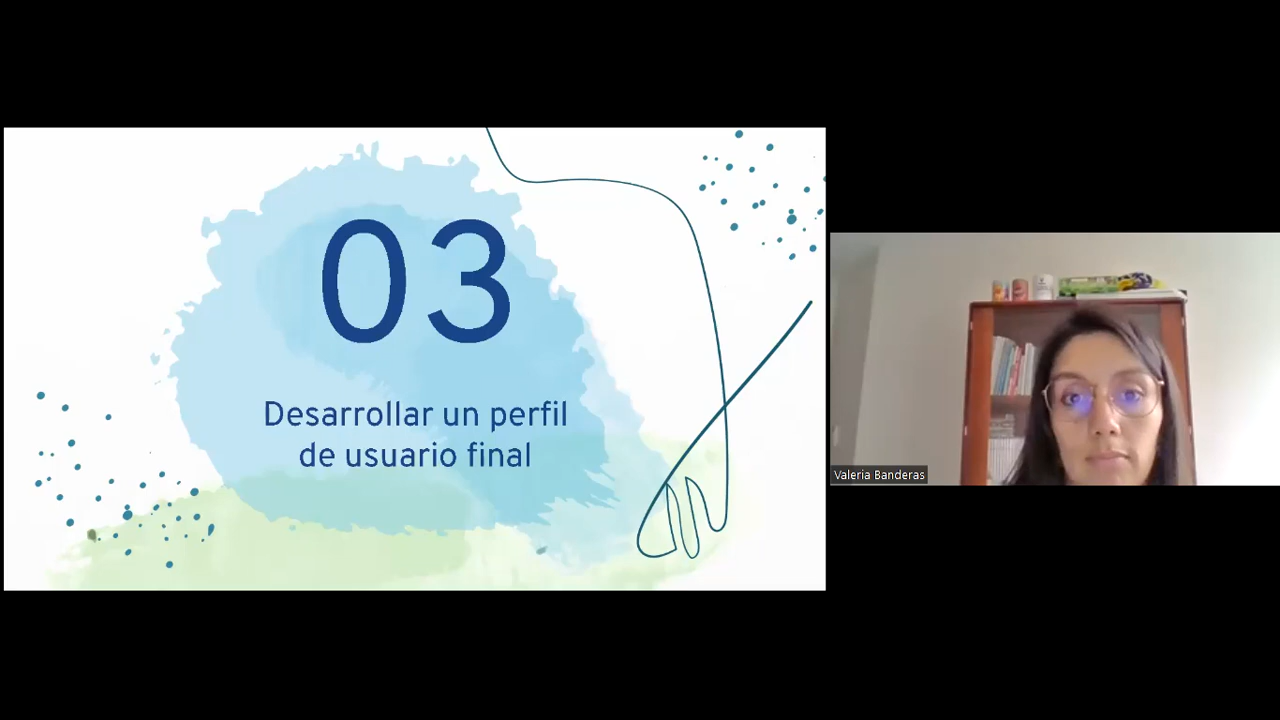 03
Desarrollar un perfil
de usuario final
Valeria Banderas